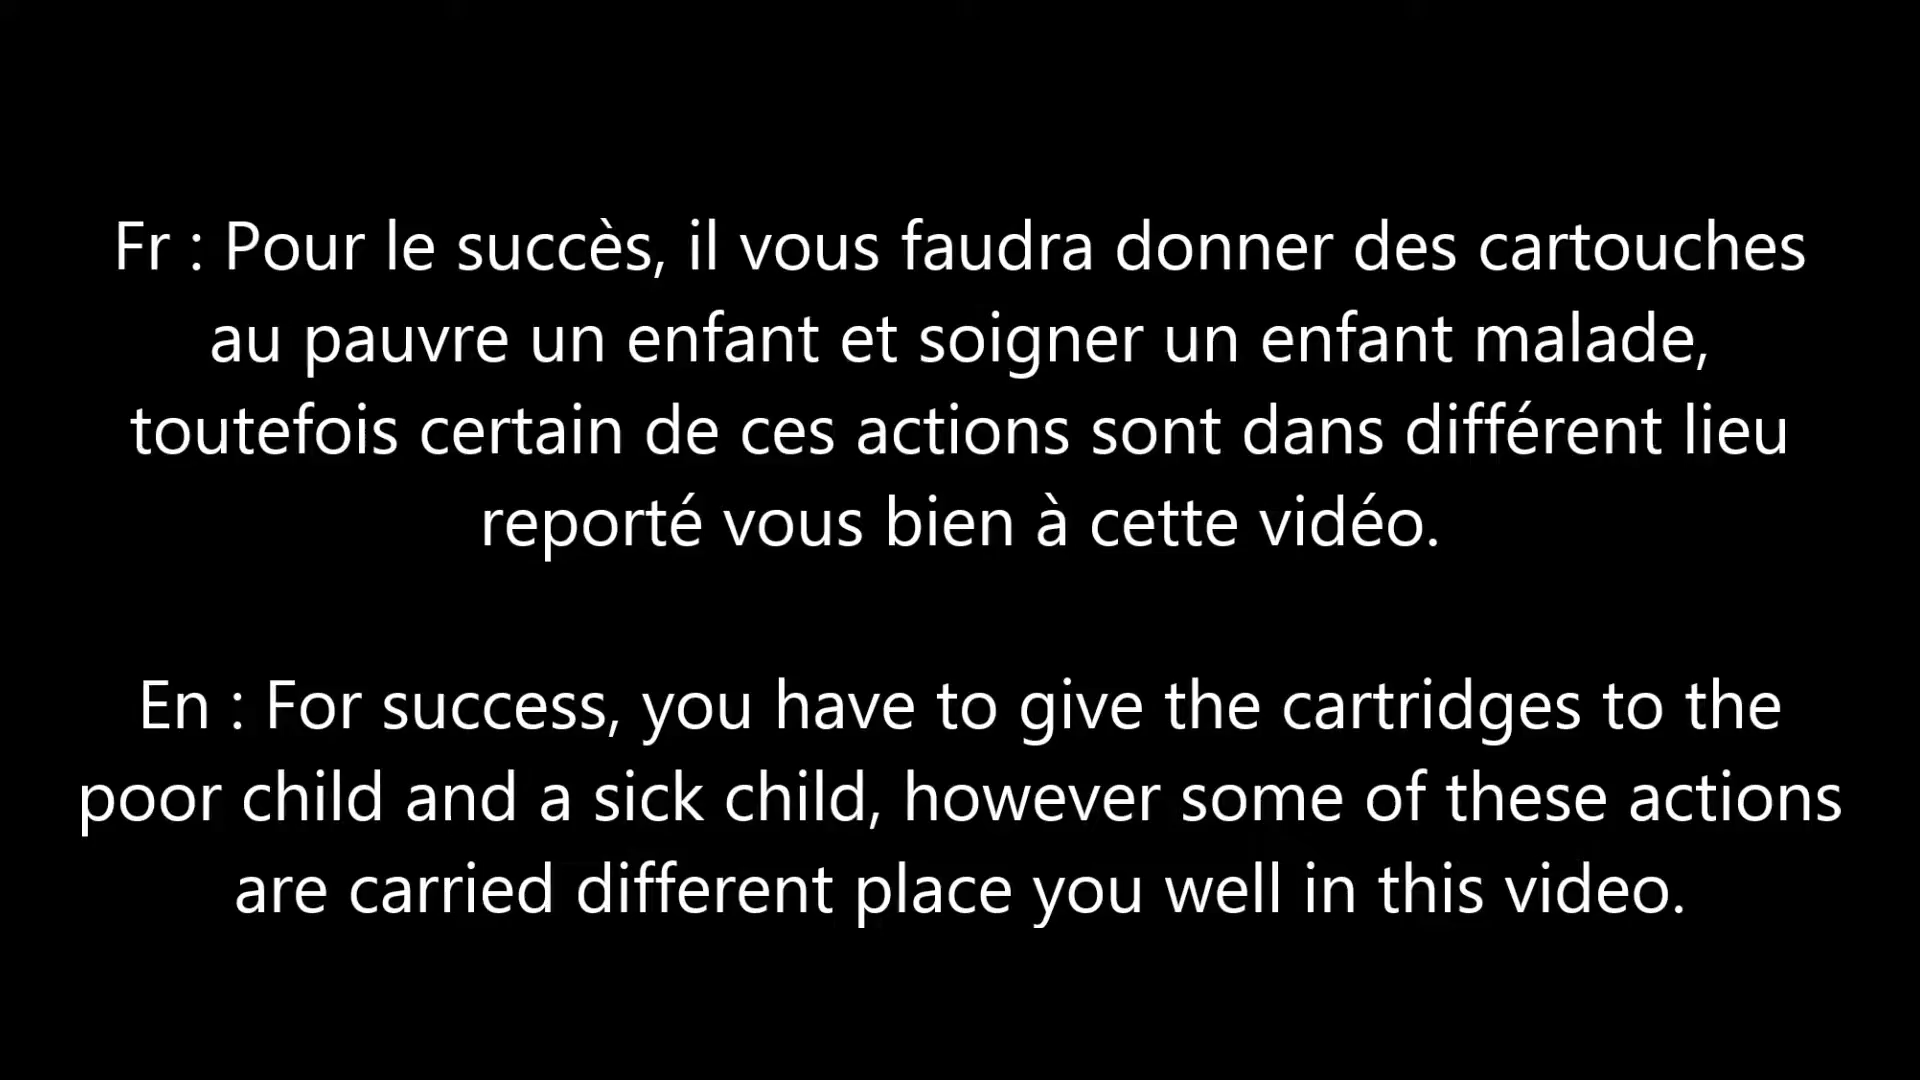 Fr : Pour le succès, il vous faudra donner des cartouches
au pauvre un enfant et soigner un enfant malade,
toutefois certain de ces actions sont dans différent lieu
reporté vous bien à cette vidéo.
En : For success, you have to give the cartridges to the
poor child and a sick child, however some of these actions
are carried different place you well in this video.